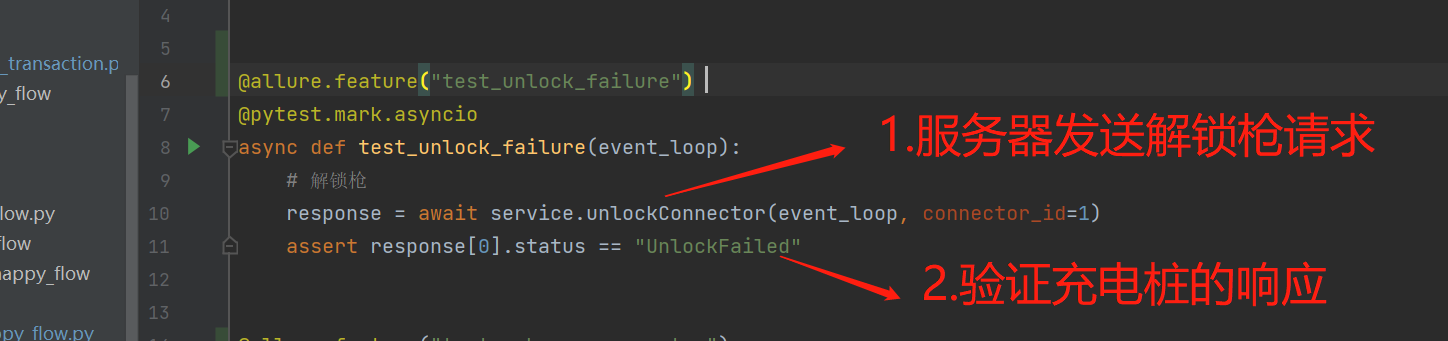 4
5
_transaction.p
6 @allure.feature("test_unlock_failure")
y_flow
7 @pytest.mark.asyncio
1.服务器发送解锁枪请求
8 async def test_unlock_failure(event_loop):
9 # 解锁枪
low.py
10 response = await service.unlockConnector(event_loop, connector_id=1)
flow
11 assert response[0].status == "UnlockFailed"
appy_flow
12
2.验证充电桩的响应
13
py_flow.py